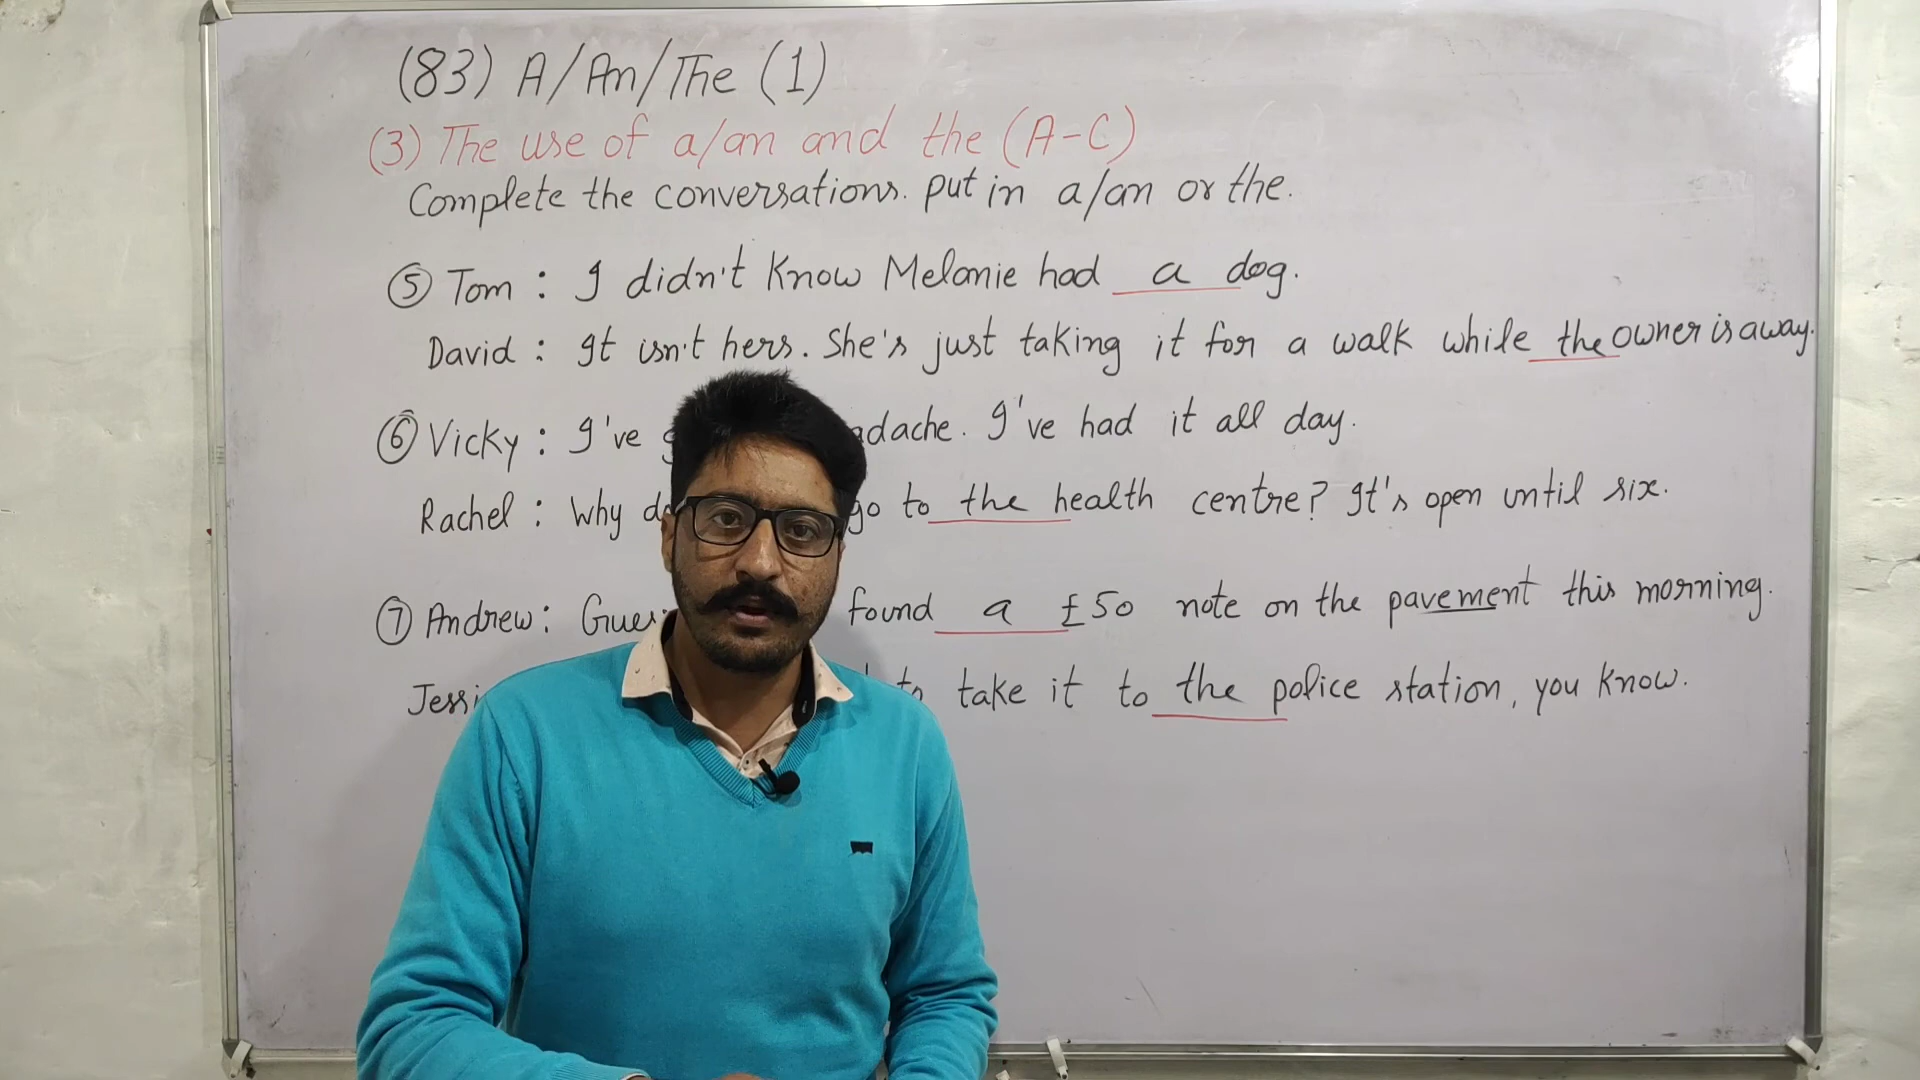 (83) A/An/The (1)
(3) The use of a/an and the (A-C)
Complete the conversations. put in a/an or the.
⑤ Tom : I didn't know Melanie had a dog.
David : It isn't hers. She's just taking it for a walk while the owner is away.
⑥ Vicky : I've . I've had it all day.
Rachel : Why go to the health centre? It's open until six.
⑦ Andrew : found a £50 note on the pavement this morning.
take it to the police station, you know.